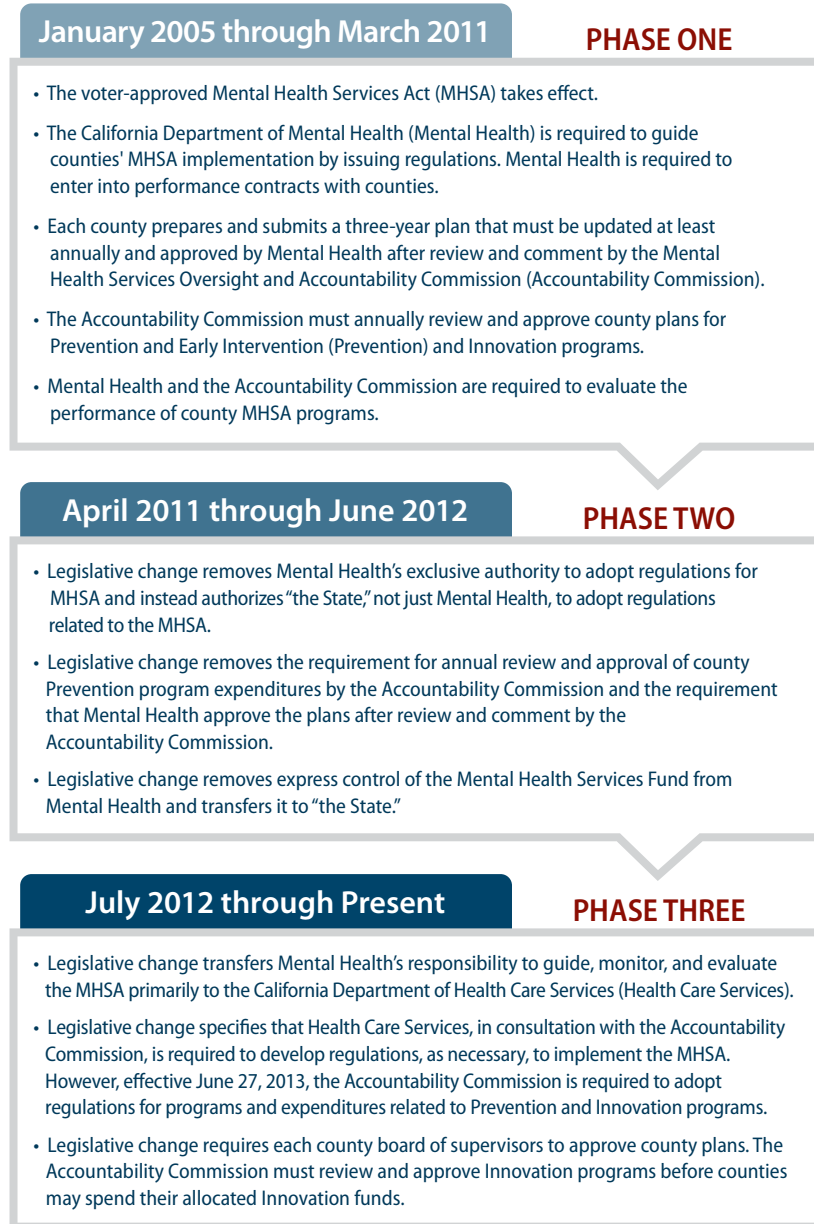 January 2005 through March 2011
PHASE ONE
• The voter-approved Mental Health Services Act (MHSA) takes effect.
• The California Department of Mental Health (Mental Health) is required to guide
counties' MHSA implementation by issuing regulations. Mental Health is required to
enter into performance contracts with counties.
• Each county prepares and submits a three-year plan that must be updated at least
annually and approved by Mental Health after review and comment by the Mental
Health Services Oversight and Accountability Commission (Accountability Commission).
• The Accountability Commission must annually review and approve county plans for
Prevention and Early Intervention (Prevention) and Innovation programs.
• Mental Health and the Accountability Commission are required to evaluate the
performance of county MHSA programs.
April 2011 through June 2012
PHASE TWO
• Legislative change removes Mental Health’s exclusive authority to adopt regulations for
MHSA and instead authorizes “the State,” not just Mental Health, to adopt regulations
related to the MHSA.
• Legislative change removes the requirement for annual review and approval of county
Prevention program expenditures by the Accountability Commission and the requirement
that Mental Health approve the plans after review and comment by the
Accountability Commission.
• Legislative change removes express control of the Mental Health Services Fund from
Mental Health and transfers it to “the State.”
July 2012 through Present
PHASE THREE
• Legislative change transfers Mental Health’s responsibility to guide, monitor, and evaluate
the MHSA primarily to the California Department of Health Care Services (Health Care Services).
• Legislative change specifies that Health Care Services, in consultation with the Accountability
Commission, is required to develop regulations, as necessary, to implement the MHSA.
However, effective June 27, 2013, the Accountability Commission is required to adopt
regulations for programs and expenditures related to Prevention and Innovation programs.
• Legislative change requires each county board of supervisors to approve county plans. The
Accountability Commission must review and approve Innovation programs before counties
may spend their allocated Innovation funds.